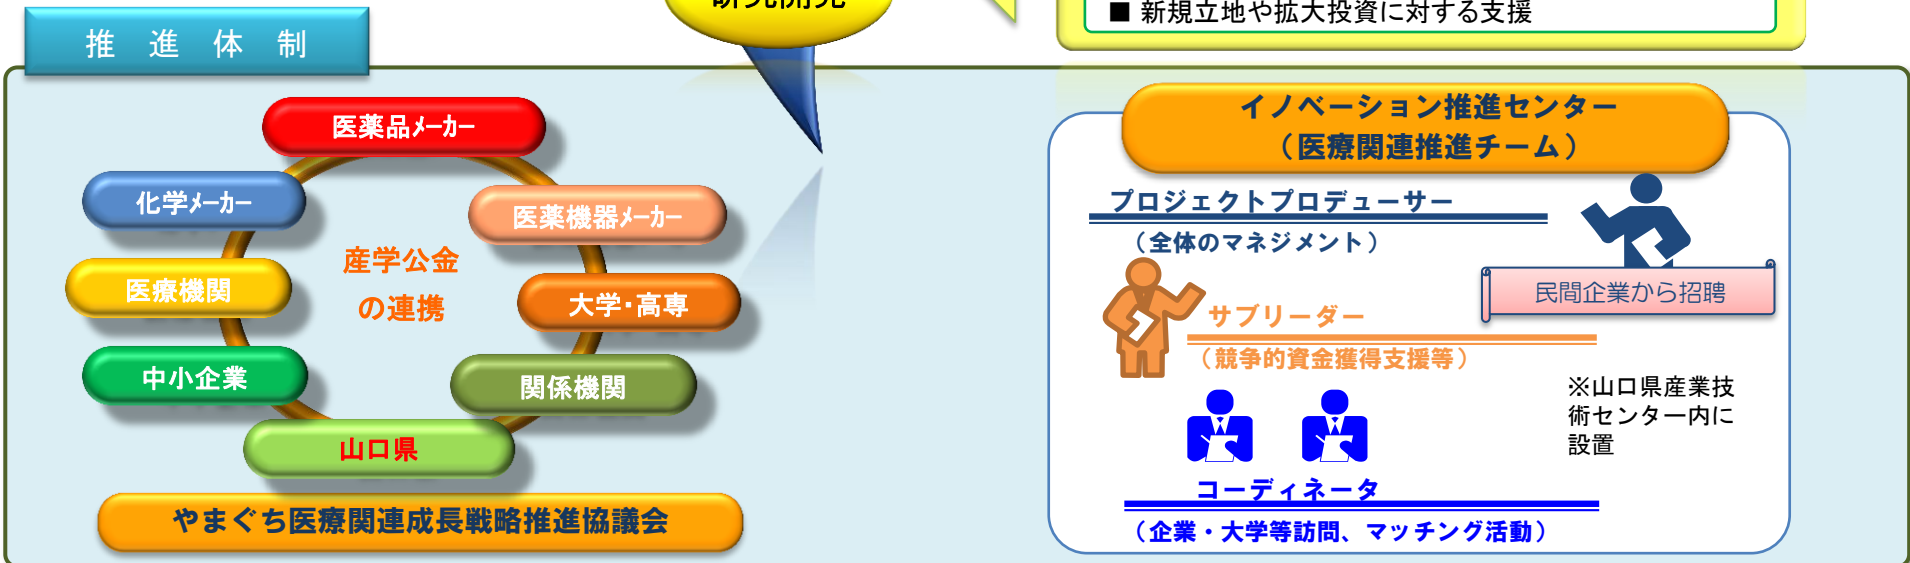 研究開発
■ 新規立地や拡大投資に対する支援
推進体制
医薬品メーカー
化学メーカー
医薬機器メーカー
産学公金
の連携
医療機関
大学・高専
中小企業
関係機関
山口県
やまぐち医療関連成長戦略推進協議会
イノベーション推進センター
（医療関連推進チーム）
プロジェクトプロデューサー
（全体のマネジメント）
民間企業から招聘
サブリーダー
（競争的資金獲得支援等）
※山口県産業技
術センター内に
設置
コーディネータ
（企業・大学等訪問、マッチング活動）